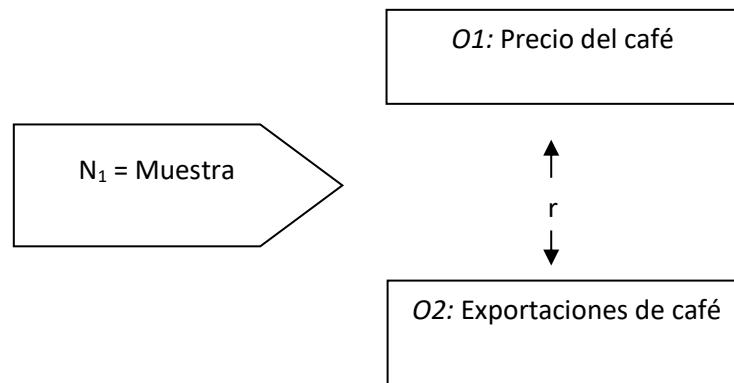 O1: Precio del café
N₁ = Muestra
r
O2: Exportaciones de café